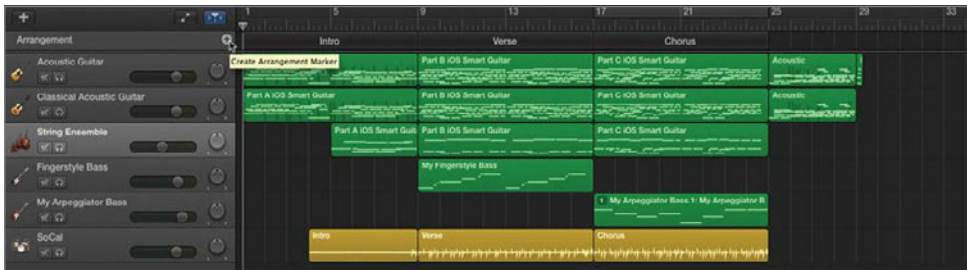 1 5 9 13 17 21 25 29 33
Arrangement
Intro Verse Chorus
Create Arrangement Marker
Acoustic Guitar
Part B iOS Smart Guitar Part C iOS Smart Guitar Acoustic
Classical Acoustic Guitar
Part A iOS Smart Guitar Part B iOS Smart Guitar Part C iOS Smart Guitar Acoustic
String Ensemble
Part A iOS Smart Guit Part B iOS Smart Guitar Part C iOS Smart Guitar
Fingerstyle Bass
My Fingerstyle Bass
My Arpeggiator Bass
1 My Arpeggiator Bass.1: My Arpeggiator B
SoCal
Intro Verse Chorus